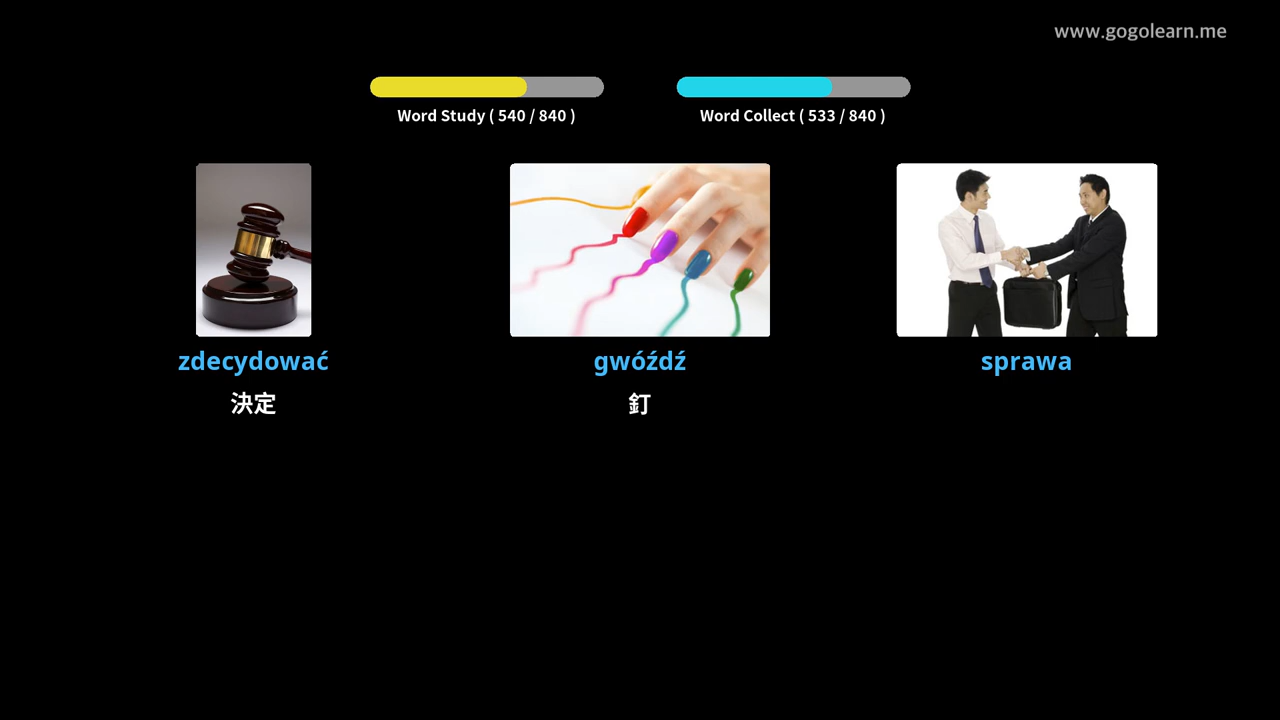 www.gogolearn.me
Word Study ( 540 / 840 )
Word Collect ( 533 / 840 )
zdecydować
gwóźdź
sprawa
決定
釘